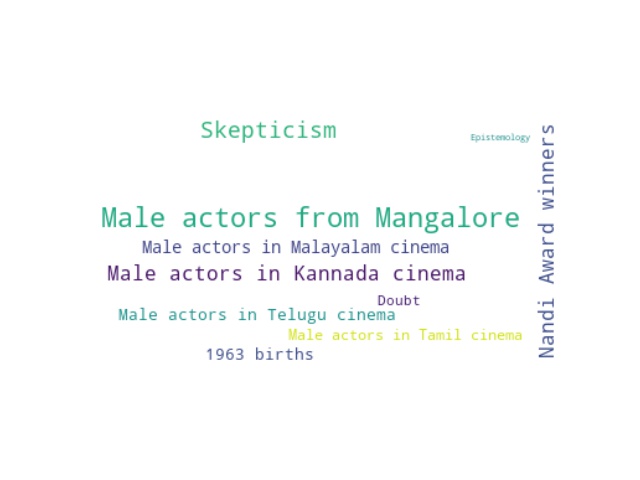 Skepticism
Epistemology
Nandi Award winners
Male actors from Mangalore
Male actors in Malayalam cinema
Male actors in Kannada cinema
Doubt
Male actors in Telugu cinema
Male actors in Tamil cinema
1963 births